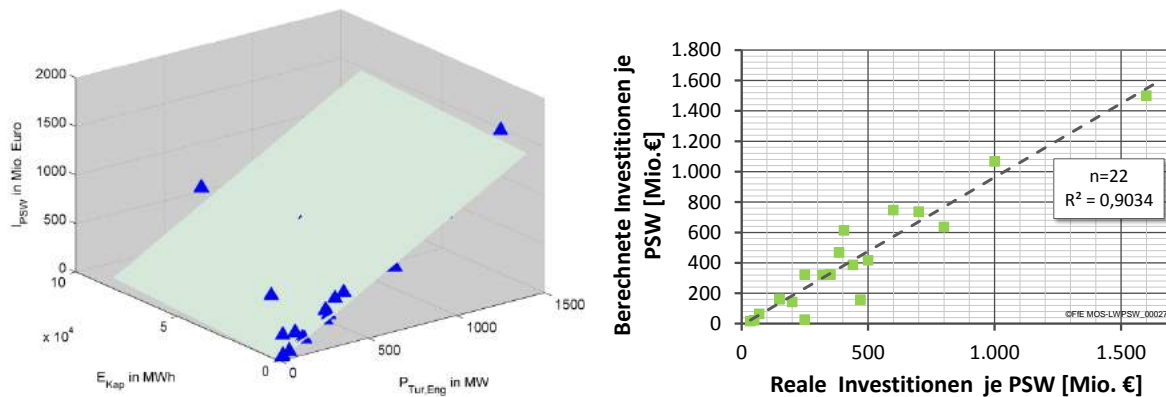 2000
1500
1000
500
0
I_PSW in Mio. Euro
10
5
0
x 10^4
E_Kap in MWh
0
500
1000
1500
P_Tur,Eng in MW
Berechnete Investitionen je
PSW [Mio.€]
1.800
1.600
1.400
1.200
1.000
800
600
400
200
0
n=22
R² = 0,9034
©FfE MOS-LWPSW_00027
0
500
1.000
1.500
Reale Investitionen je PSW [Mio. €]